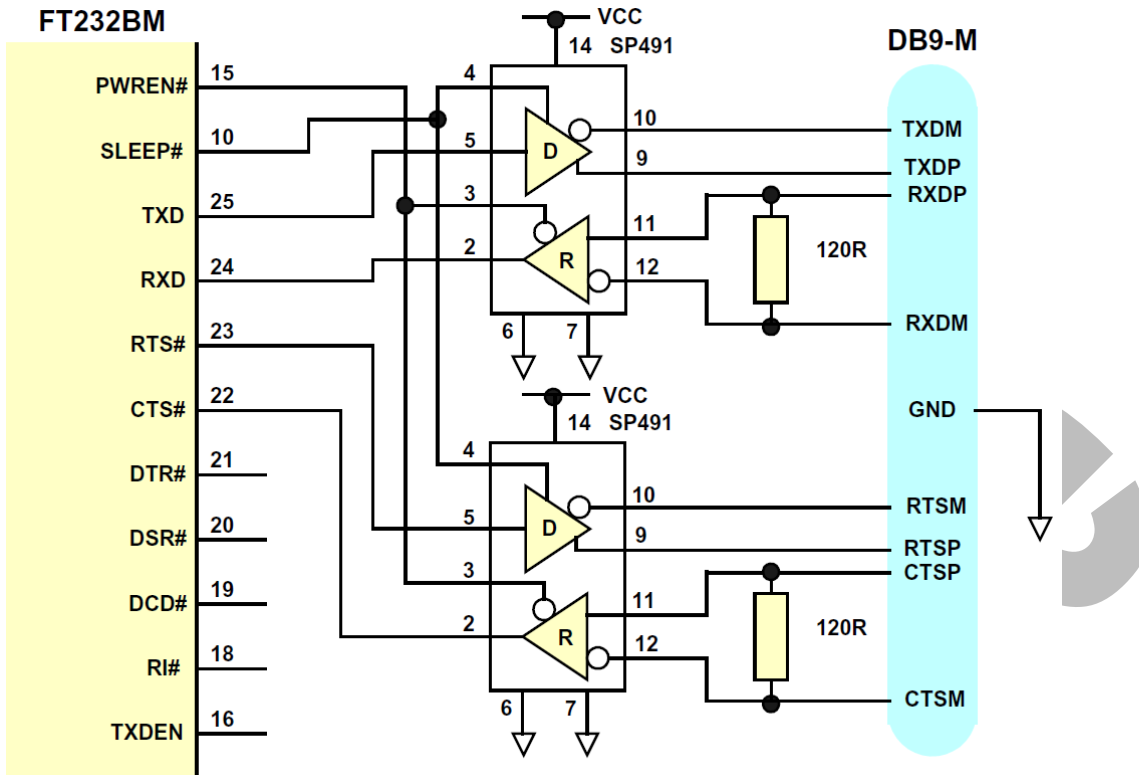 FT232BM
PWREN# 15
SLEEP# 10
TXD 25
RXD 24
RTS# 23
CTS# 22
DTR# 21
DSR# 20
DCD# 19
RI# 18
TXDEN 16
VCC
14 SP491
4
5
3
2
D
R
10
9
11
12
6 7
120R
VCC
14 SP491
4
5
3
2
D
R
10
9
11
12
6 7
120R
DB9-M
TXDM
TXDP
RXDP
RXDM
GND
RTSM
RTSP
CTSP
CTSM